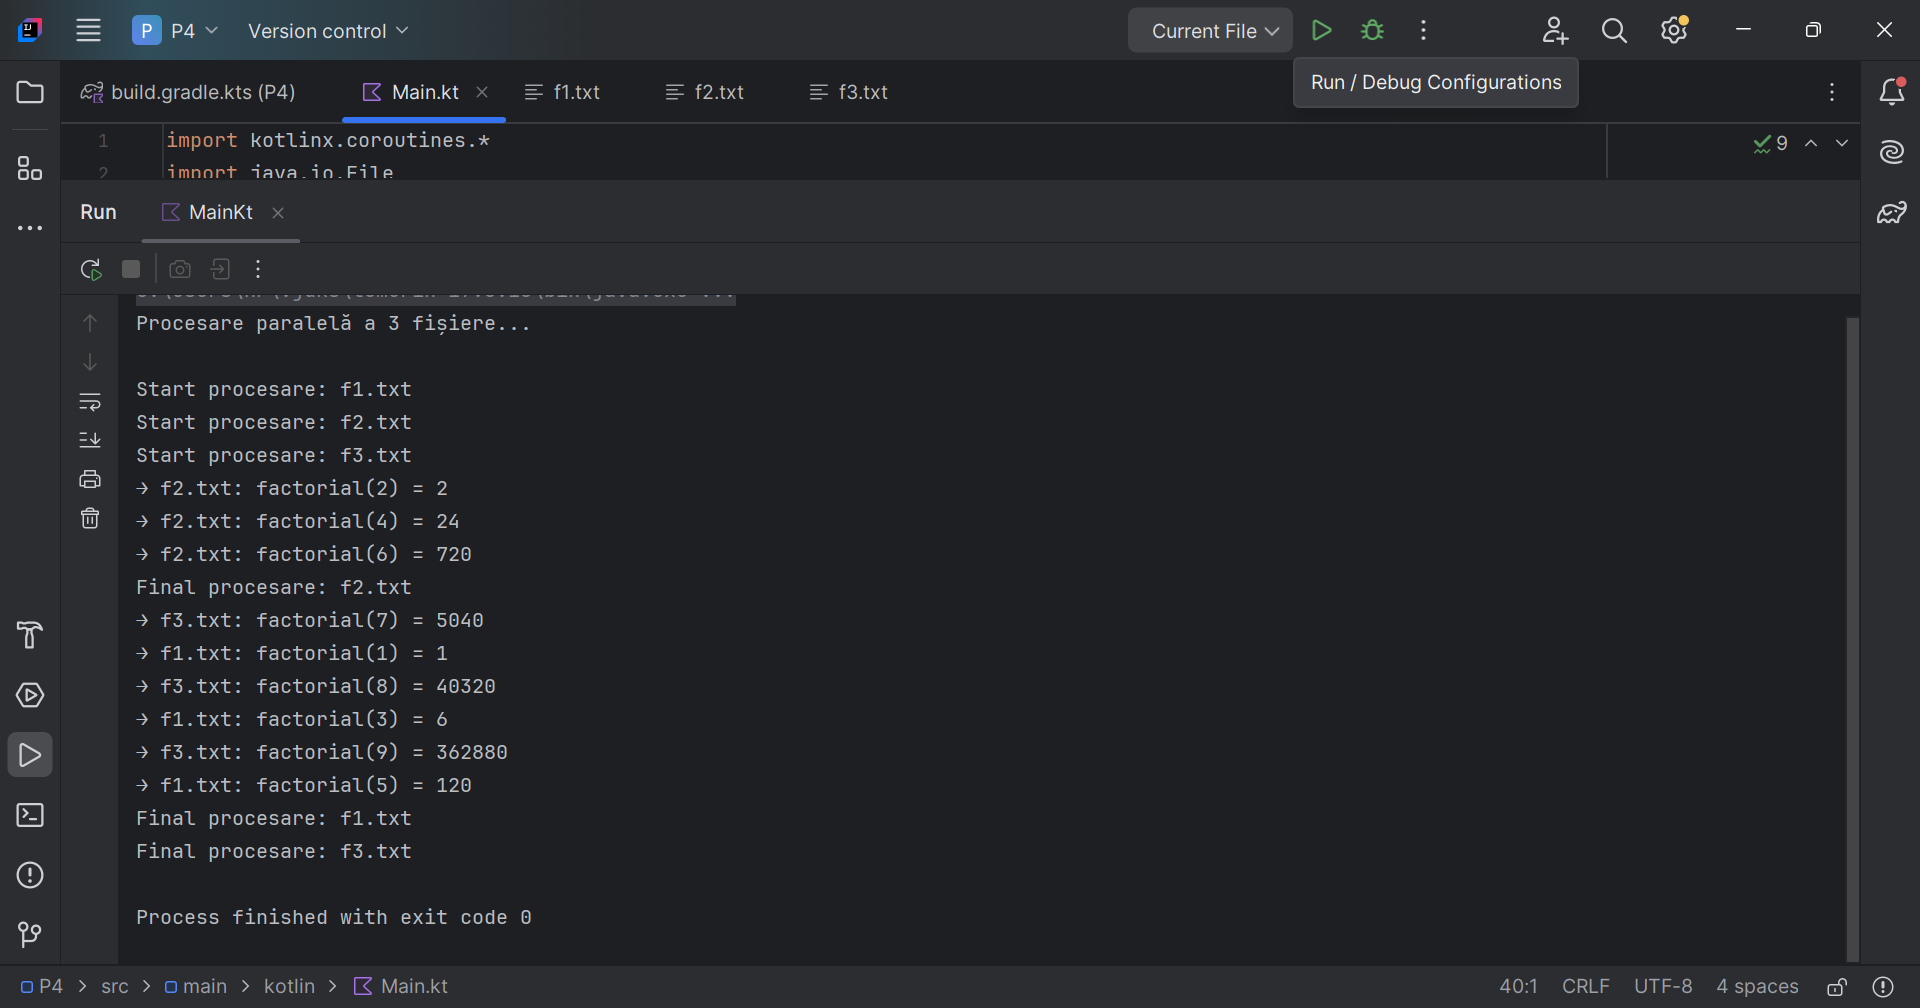 P P4 Version control Current File
Run / Debug Configurations
build.gradle.kts (P4) Main.kt f1.txt f2.txt f3.txt
1 import kotlinx.coroutines.* 9
2 import java.io.File
Run MainKt
Procesare paralelă a 3 fișiere...
Start procesare: f1.txt
Start procesare: f2.txt
Start procesare: f3.txt
→ f2.txt: factorial(2) = 2
→ f2.txt: factorial(4) = 24
→ f2.txt: factorial(6) = 720
Final procesare: f2.txt
→ f3.txt: factorial(7) = 5040
→ f1.txt: factorial(1) = 1
→ f3.txt: factorial(8) = 40320
→ f1.txt: factorial(3) = 6
→ f3.txt: factorial(9) = 362880
→ f1.txt: factorial(5) = 120
Final procesare: f1.txt
Final procesare: f3.txt
Process finished with exit code 0
P4 > src > main > kotlin > Main.kt 40:1 CRLF UTF-8 4 spaces